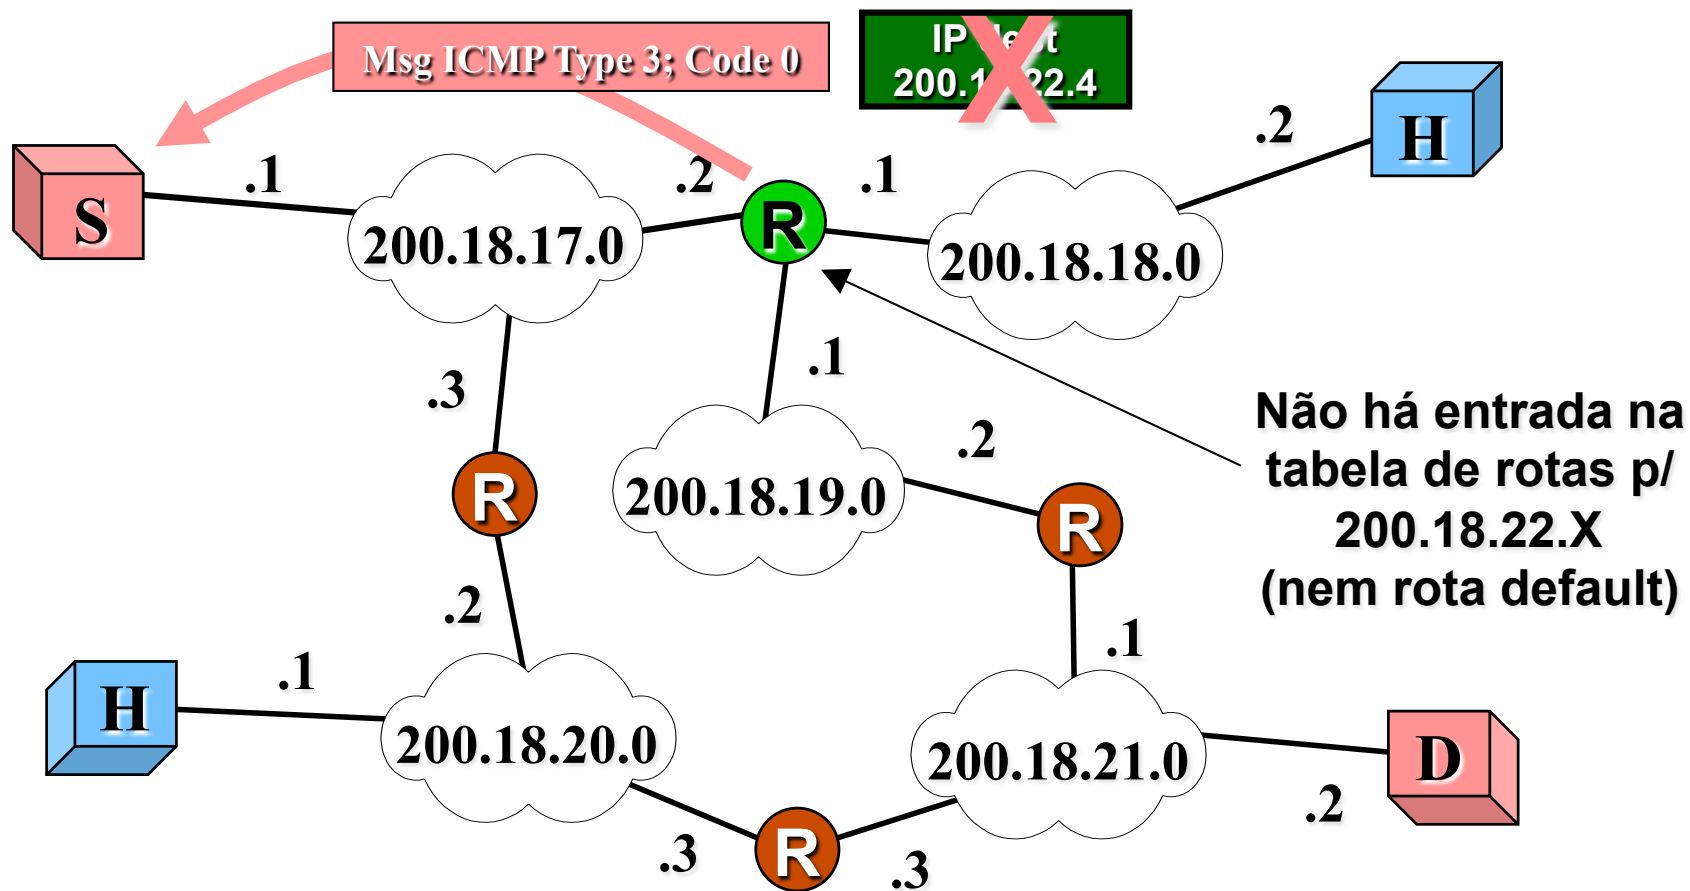 Msg ICMP Type 3; Code 0
IP
200.1 22.4
.2
H
S
.1
.2
R
.1
200.18.17.0
200.18.18.0
.3
.1
Não há entrada na
tabela de rotas p/
200.18.22.X
(nem rota default)
.2
R
200.18.19.0
R
.2
.1
H
.1
200.18.20.0
200.18.21.0
D
.2
.3
R
.3